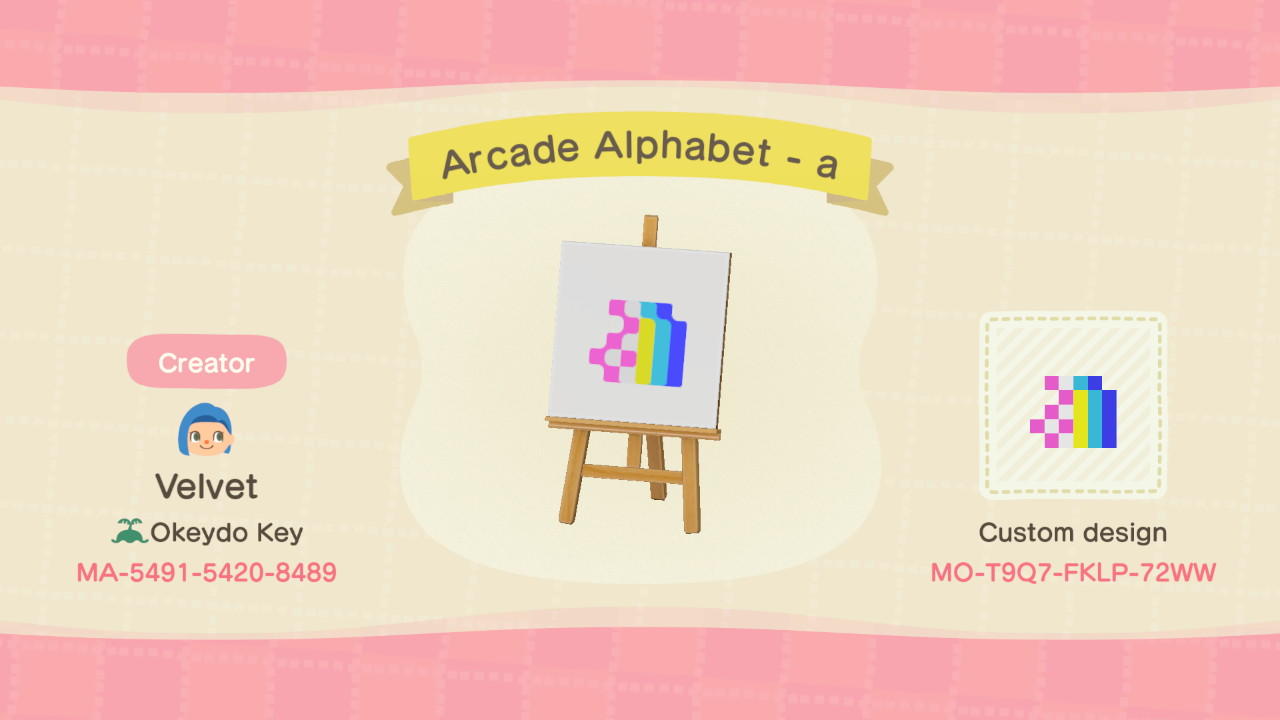 Arcade Alphabet - a
Creator
Velvet
Okeydo Key
MA-5491-5420-8489
Custom design
MO-T9Q7-FKLP-72WW